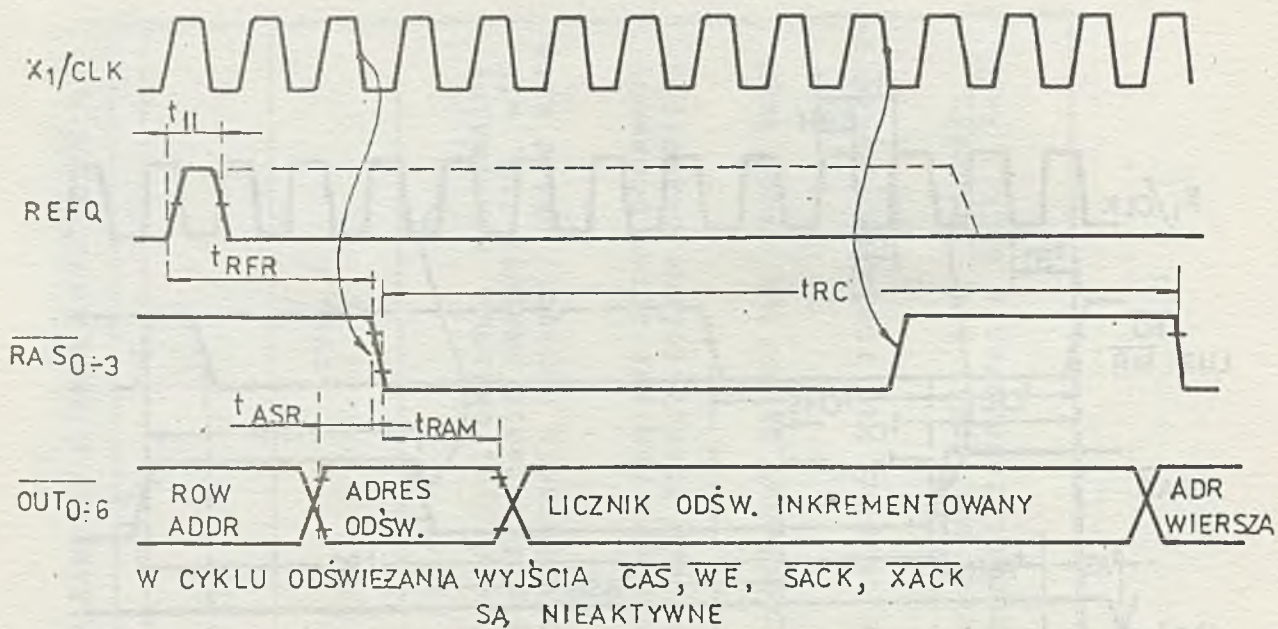 X₁/CLK
t₁₁
REFQ
tRFR
tRC
RAS0÷3
tASR
tRAM
OUT0÷6
ROW
ADDR
ADRES
ODŚW.
LICZNIK ODŚW. INKREMENTOWANY
ADR
WIERSZA
W CYKLU ODŚWIEŻANIA WYJŚCIA CAS, WE, SACK, XACK
SĄ NIEAKTYWNE